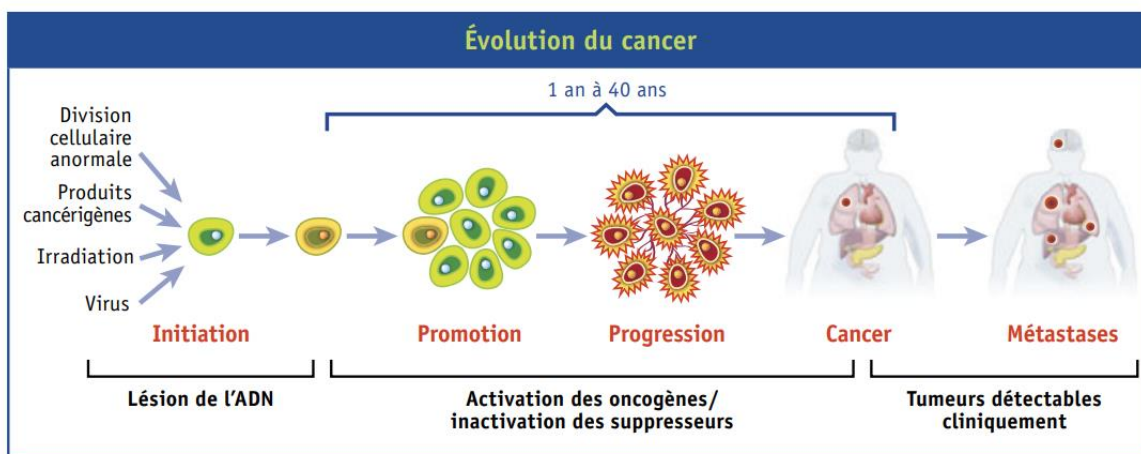 Évolution du cancer
1 an à 40 ans
Division
cellulaire
anormale
Produits
cancérigènes
Irradiation
Virus
Initiation
Promotion
Progression
Cancer
Métastases
Lésion de l'ADN
Activation des oncogènes/
inactivation des suppresseurs
Tumeurs détectables
cliniquement